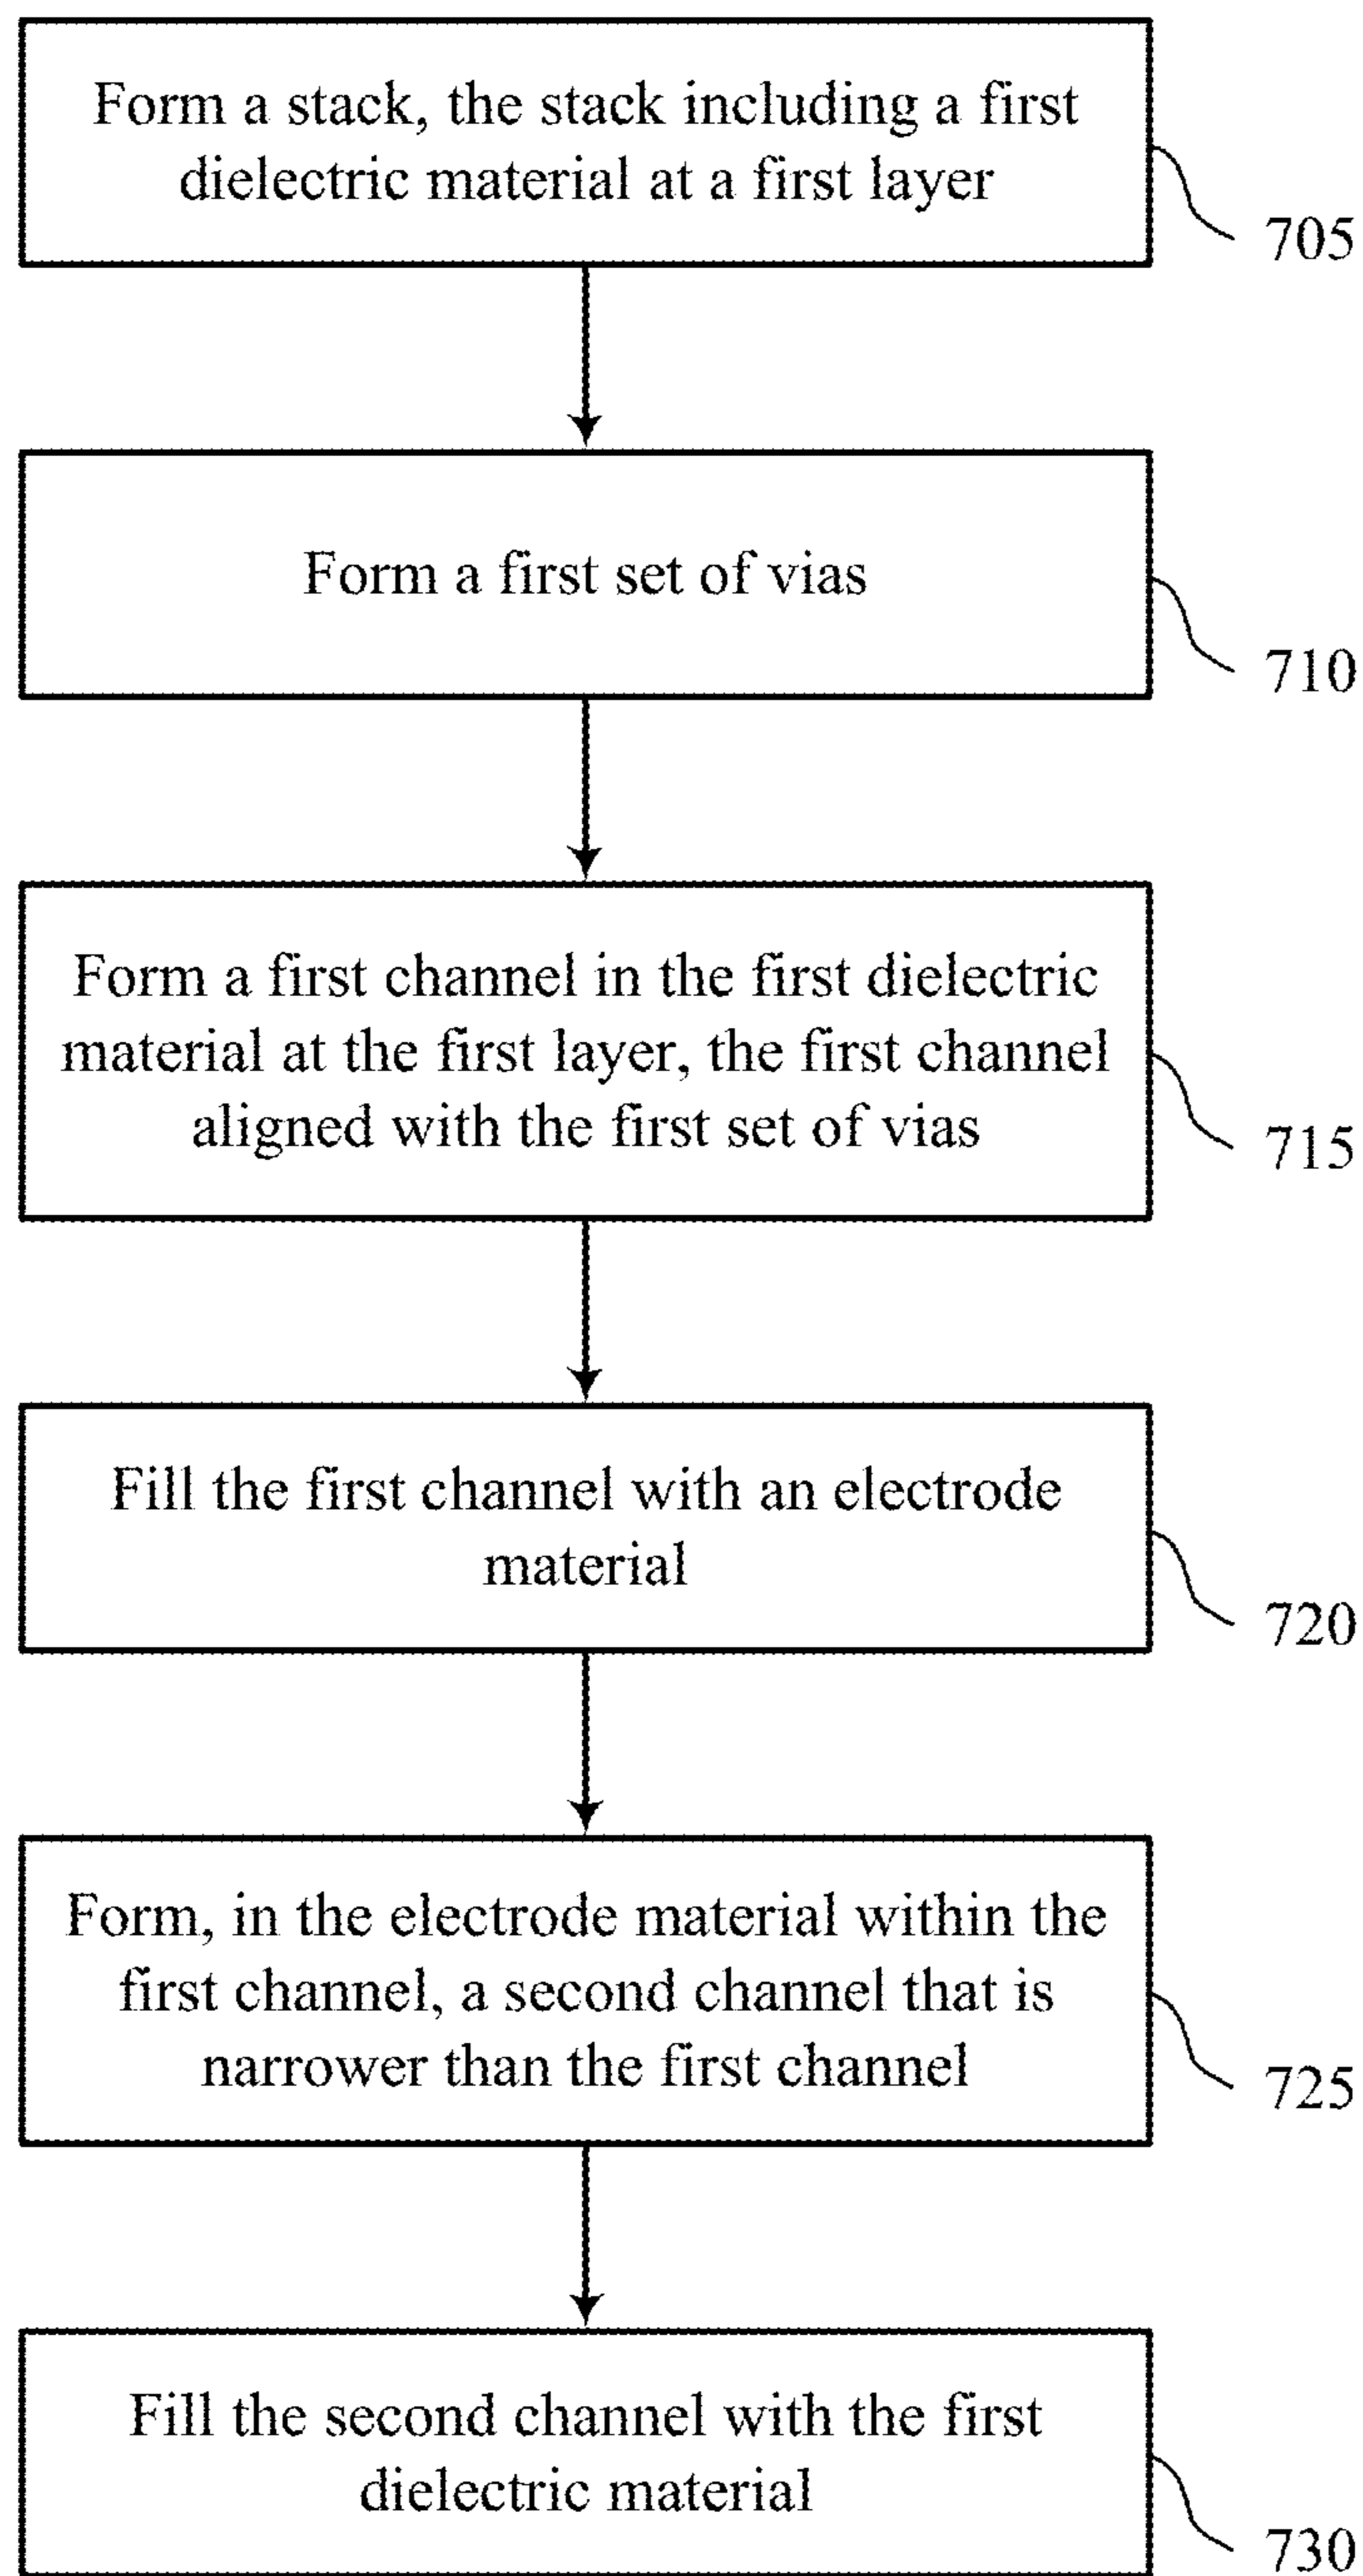 Form a stack, the stack including a first
dielectric material at a first layer
705
Form a first set of vias
710
Form a first channel in the first dielectric
material at the first layer, the first channel
aligned with the first set of vias
715
Fill the first channel with an electrode
material
720
Form, in the electrode material within the
first channel, a second channel that is
narrower than the first channel
725
Fill the second channel with the first
dielectric material
730